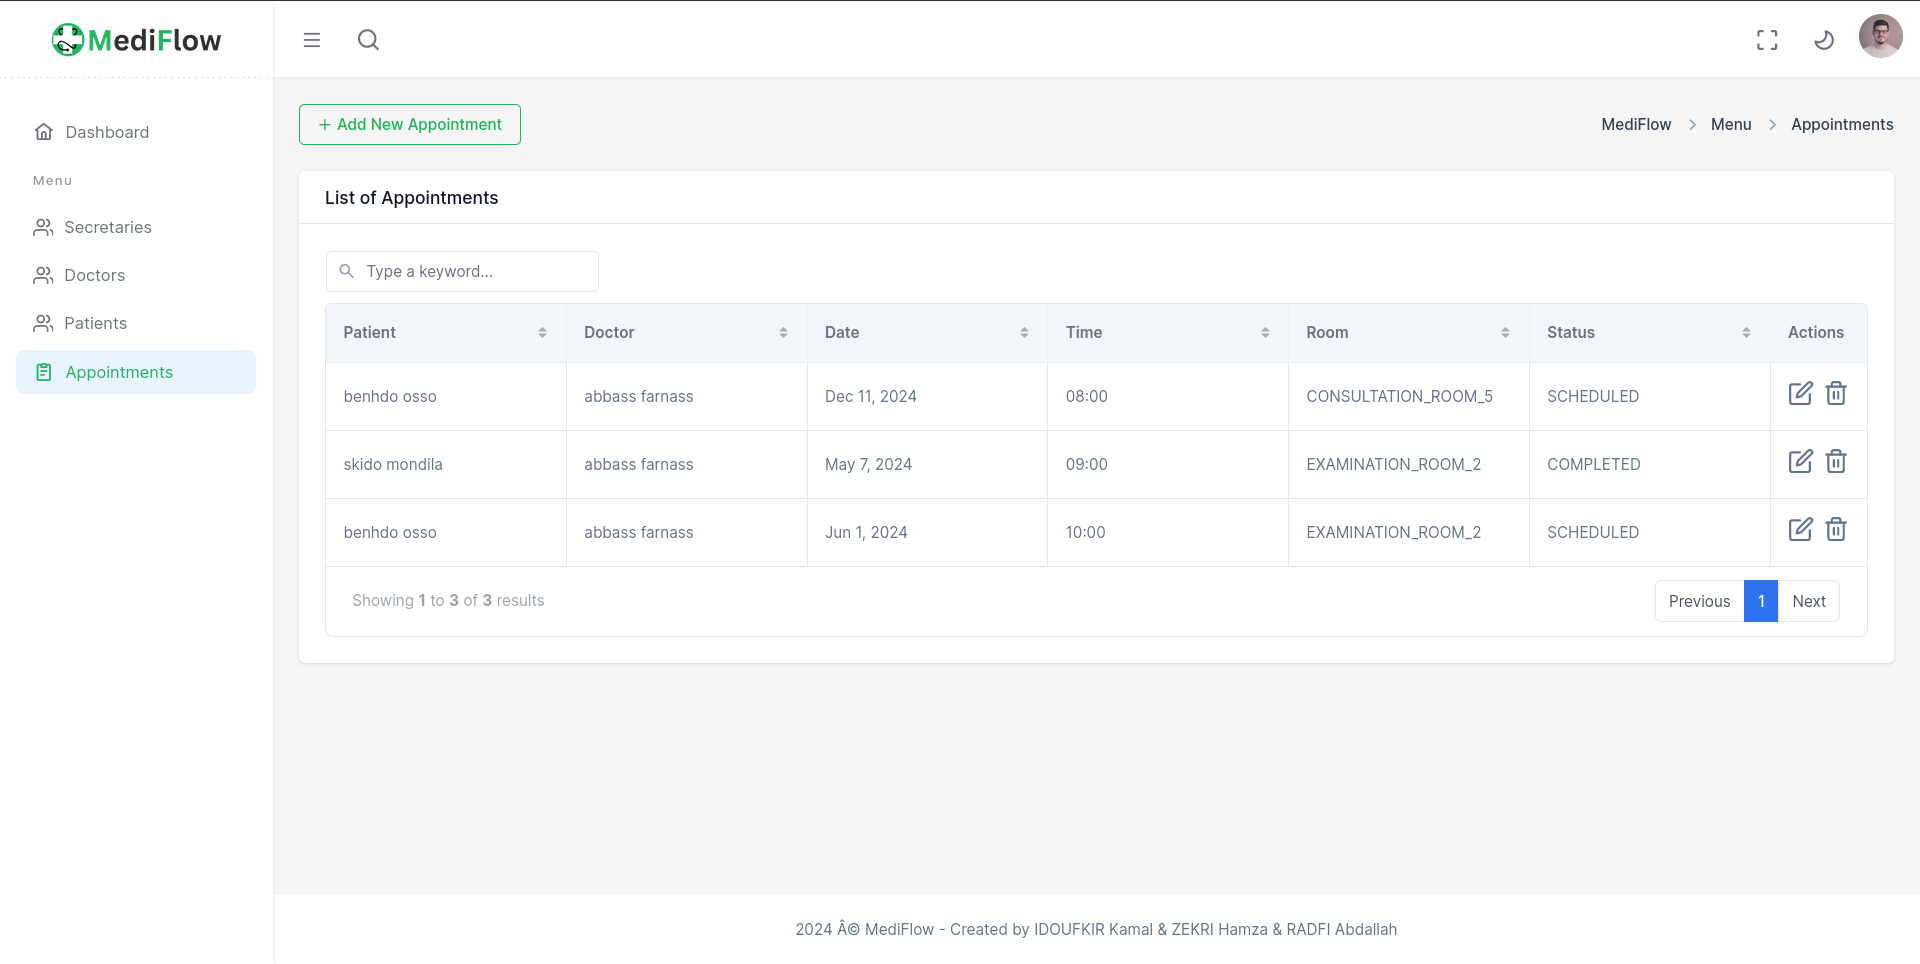 MediFlow
Dashboard
Menu
Secretaries
Doctors
Patients
Appointments
+ Add New Appointment
MediFlow > Menu > Appointments
List of Appointments
Type a keyword...
Patient Doctor Date Time Room Status Actions
benhdo osso abbass farnass Dec 11, 2024 08:00 CONSULTATION_ROOM_5 SCHEDULED
skido mondila abbass farnass May 7, 2024 09:00 EXAMINATION_ROOM_2 COMPLETED
benhdo osso abbass farnass Jun 1, 2024 10:00 EXAMINATION_ROOM_2 SCHEDULED
Showing 1 to 3 of 3 results
Previous 1 Next
2024 Â© MediFlow - Created by IDOUFKIR Kamal & ZEKRI Hamza & RADFI Abdallah